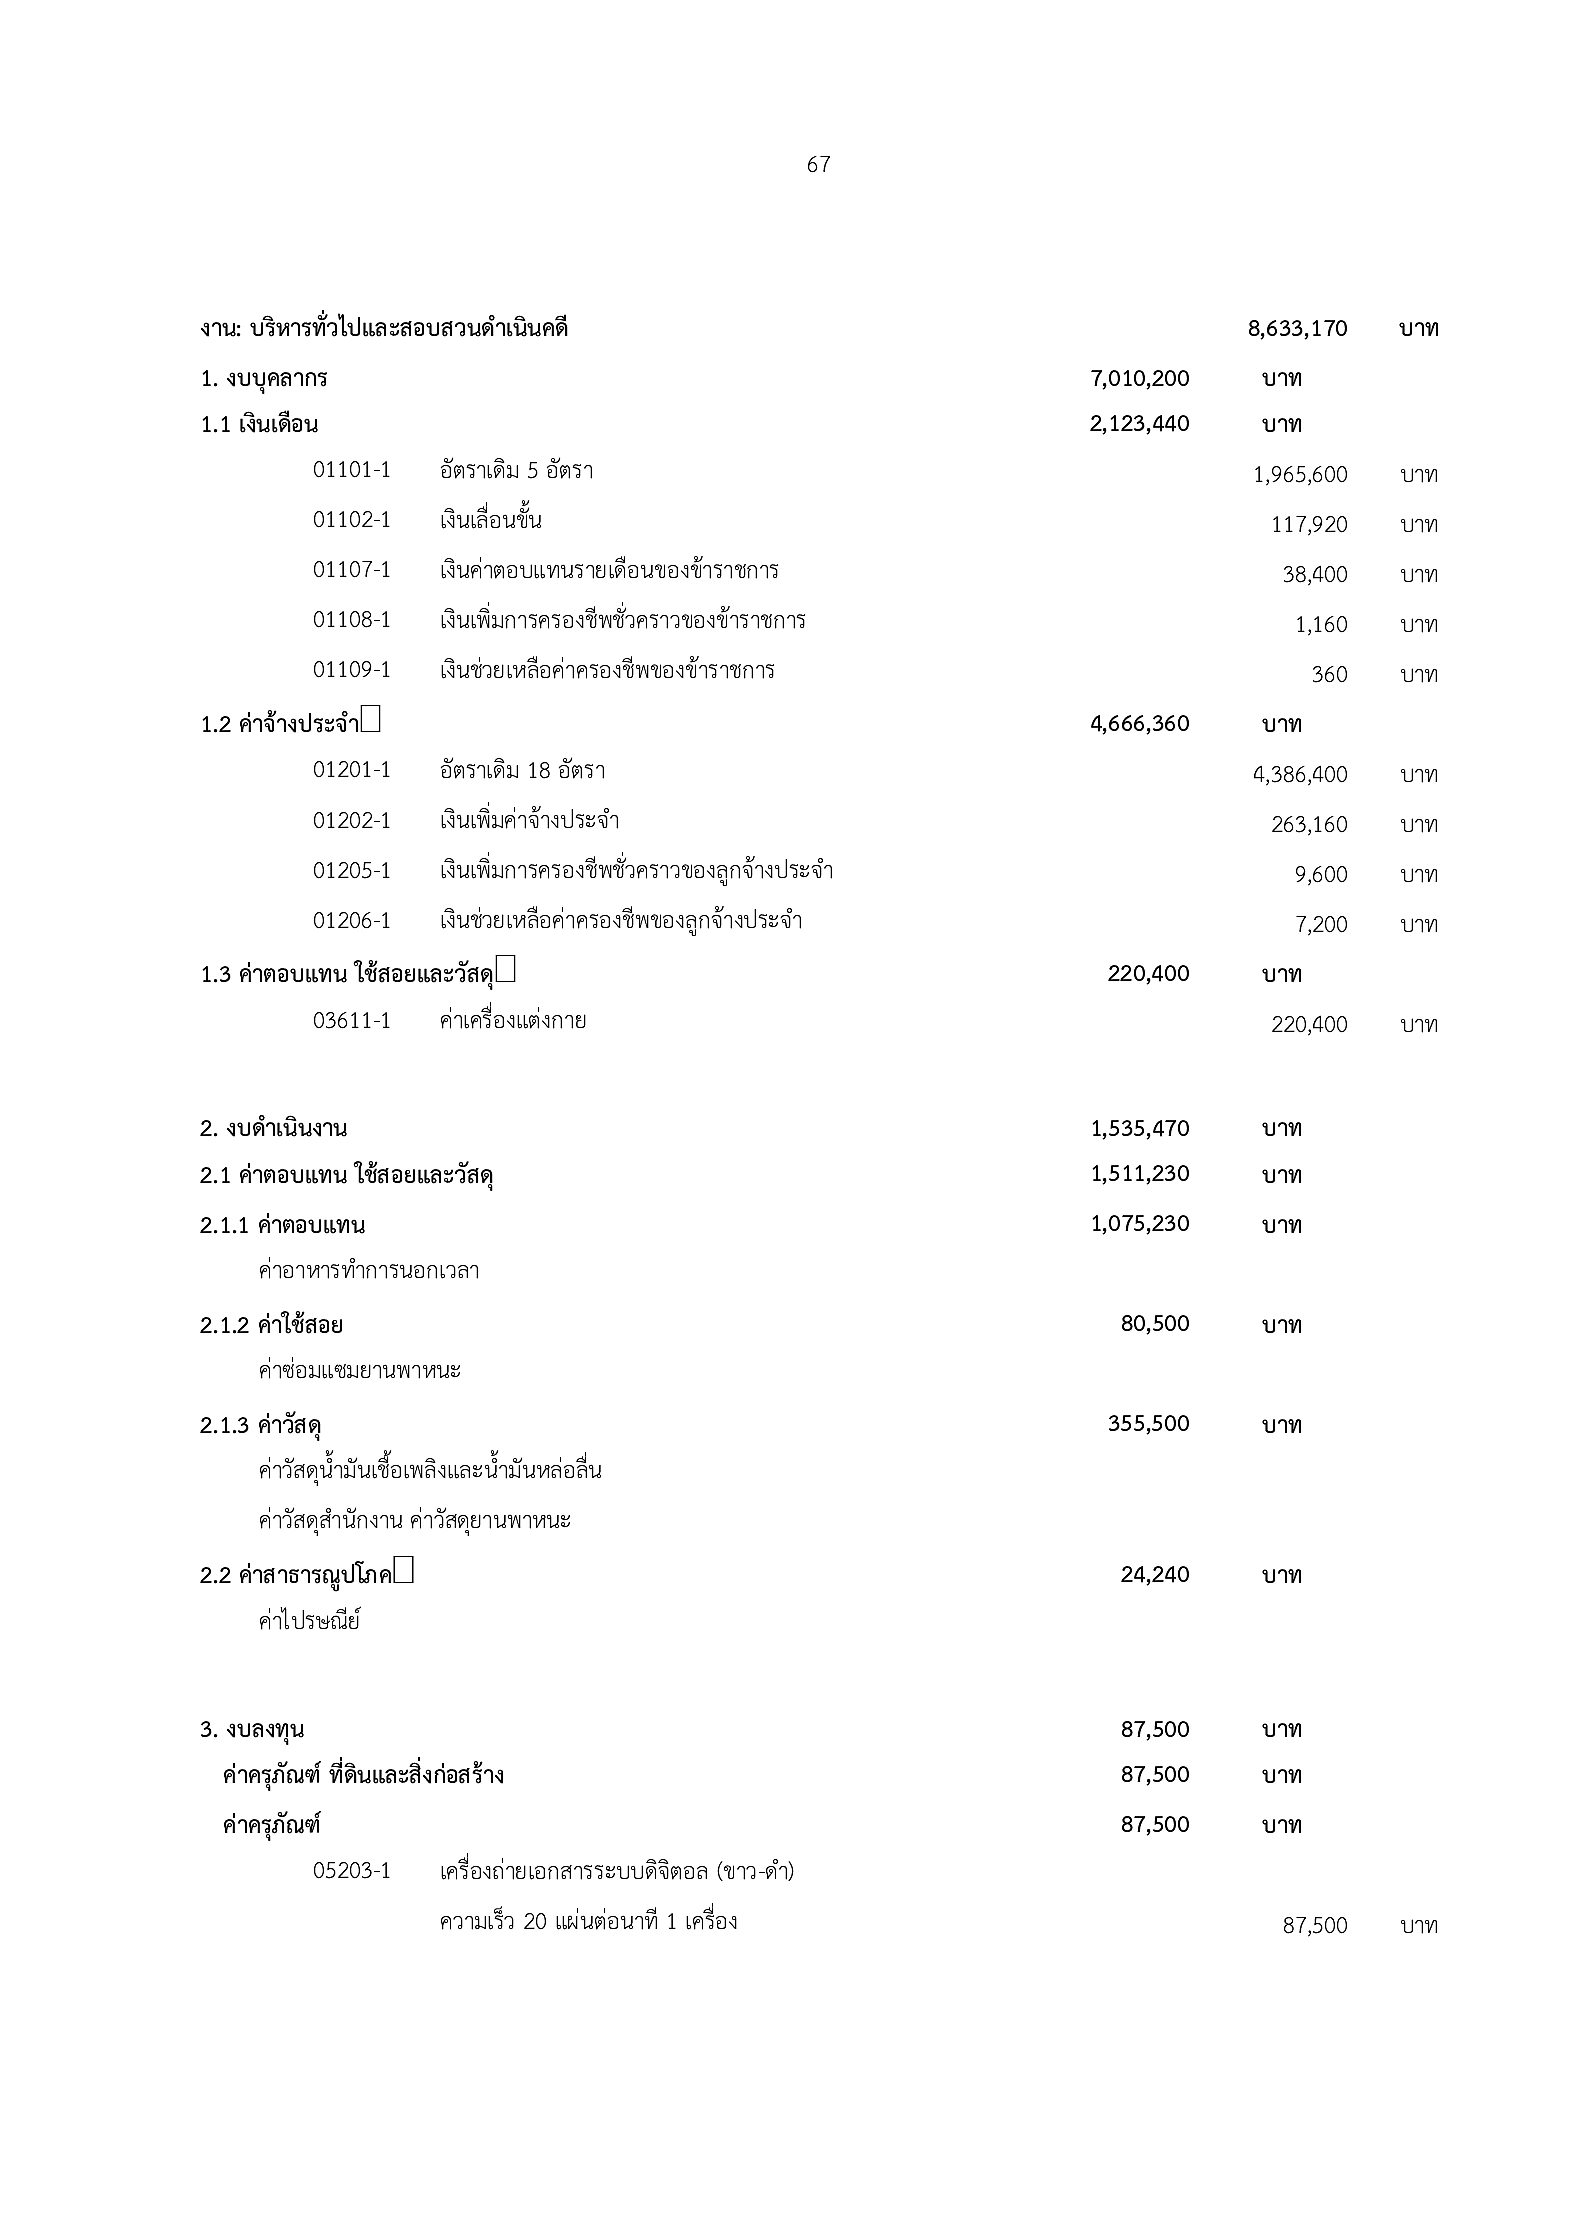 67
งาน: บริหารทั่วไปและสอบสวนดำเนินคดี 8,633,170 บาท
1. งบบุคลากร 7,010,200 บาท
1.1 เงินเดือน 2,123,440 บาท
01101-1 อัตราเดิม 5 อัตรา 1,965,600 บาท
01102-1 เงินเลื่อนขั้น 117,920 บาท
01107-1 เงินค่าตอบแทนรายเดือนของข้าราชการ 38,400 บาท
01108-1 เงินเพิ่มการครองชีพชั่วคราวของข้าราชการ 1,160 บาท
01109-1 เงินช่วยเหลือค่าครองชีพของข้าราชการ 360 บาท
1.2 ค่าจ้างประจำ 4,666,360 บาท
01201-1 อัตราเดิม 18 อัตรา 4,386,400 บาท
01202-1 เงินเพิ่มค่าจ้างประจำ 263,160 บาท
01205-1 เงินเพิ่มการครองชีพชั่วคราวของลูกจ้างประจำ 9,600 บาท
01206-1 เงินช่วยเหลือค่าครองชีพของลูกจ้างประจำ 7,200 บาท
1.3 ค่าตอบแทน ใช้สอยและวัสดุ 220,400 บาท
03611-1 ค่าเครื่องแต่งกาย 220,400 บาท
2. งบดำเนินงาน 1,535,470 บาท
2.1 ค่าตอบแทน ใช้สอยและวัสดุ 1,511,230 บาท
2.1.1 ค่าตอบแทน 1,075,230 บาท
ค่าอาหารทำการนอกเวลา
2.1.2 ค่าใช้สอย 80,500 บาท
ค่าซ่อมแซมยานพาหนะ
2.1.3 ค่าวัสดุ 355,500 บาท
ค่าวัสดุน้ำมันเชื้อเพลิงและน้ำมันหล่อลื่น
ค่าวัสดุสำนักงาน ค่าวัสดุยานพาหนะ
2.2 ค่าสาธารณูปโภค 24,240 บาท
ค่าไปรษณีย์
3. งบลงทุน 87,500 บาท
ค่าครุภัณฑ์ ที่ดินและสิ่งก่อสร้าง 87,500 บาท
ค่าครุภัณฑ์ 87,500 บาท
05203-1 เครื่องถ่ายเอกสารระบบดิจิตอล (ขาว-ดำ)
ความเร็ว 20 แผ่นต่อนาที 1 เครื่อง 87,500 บาท